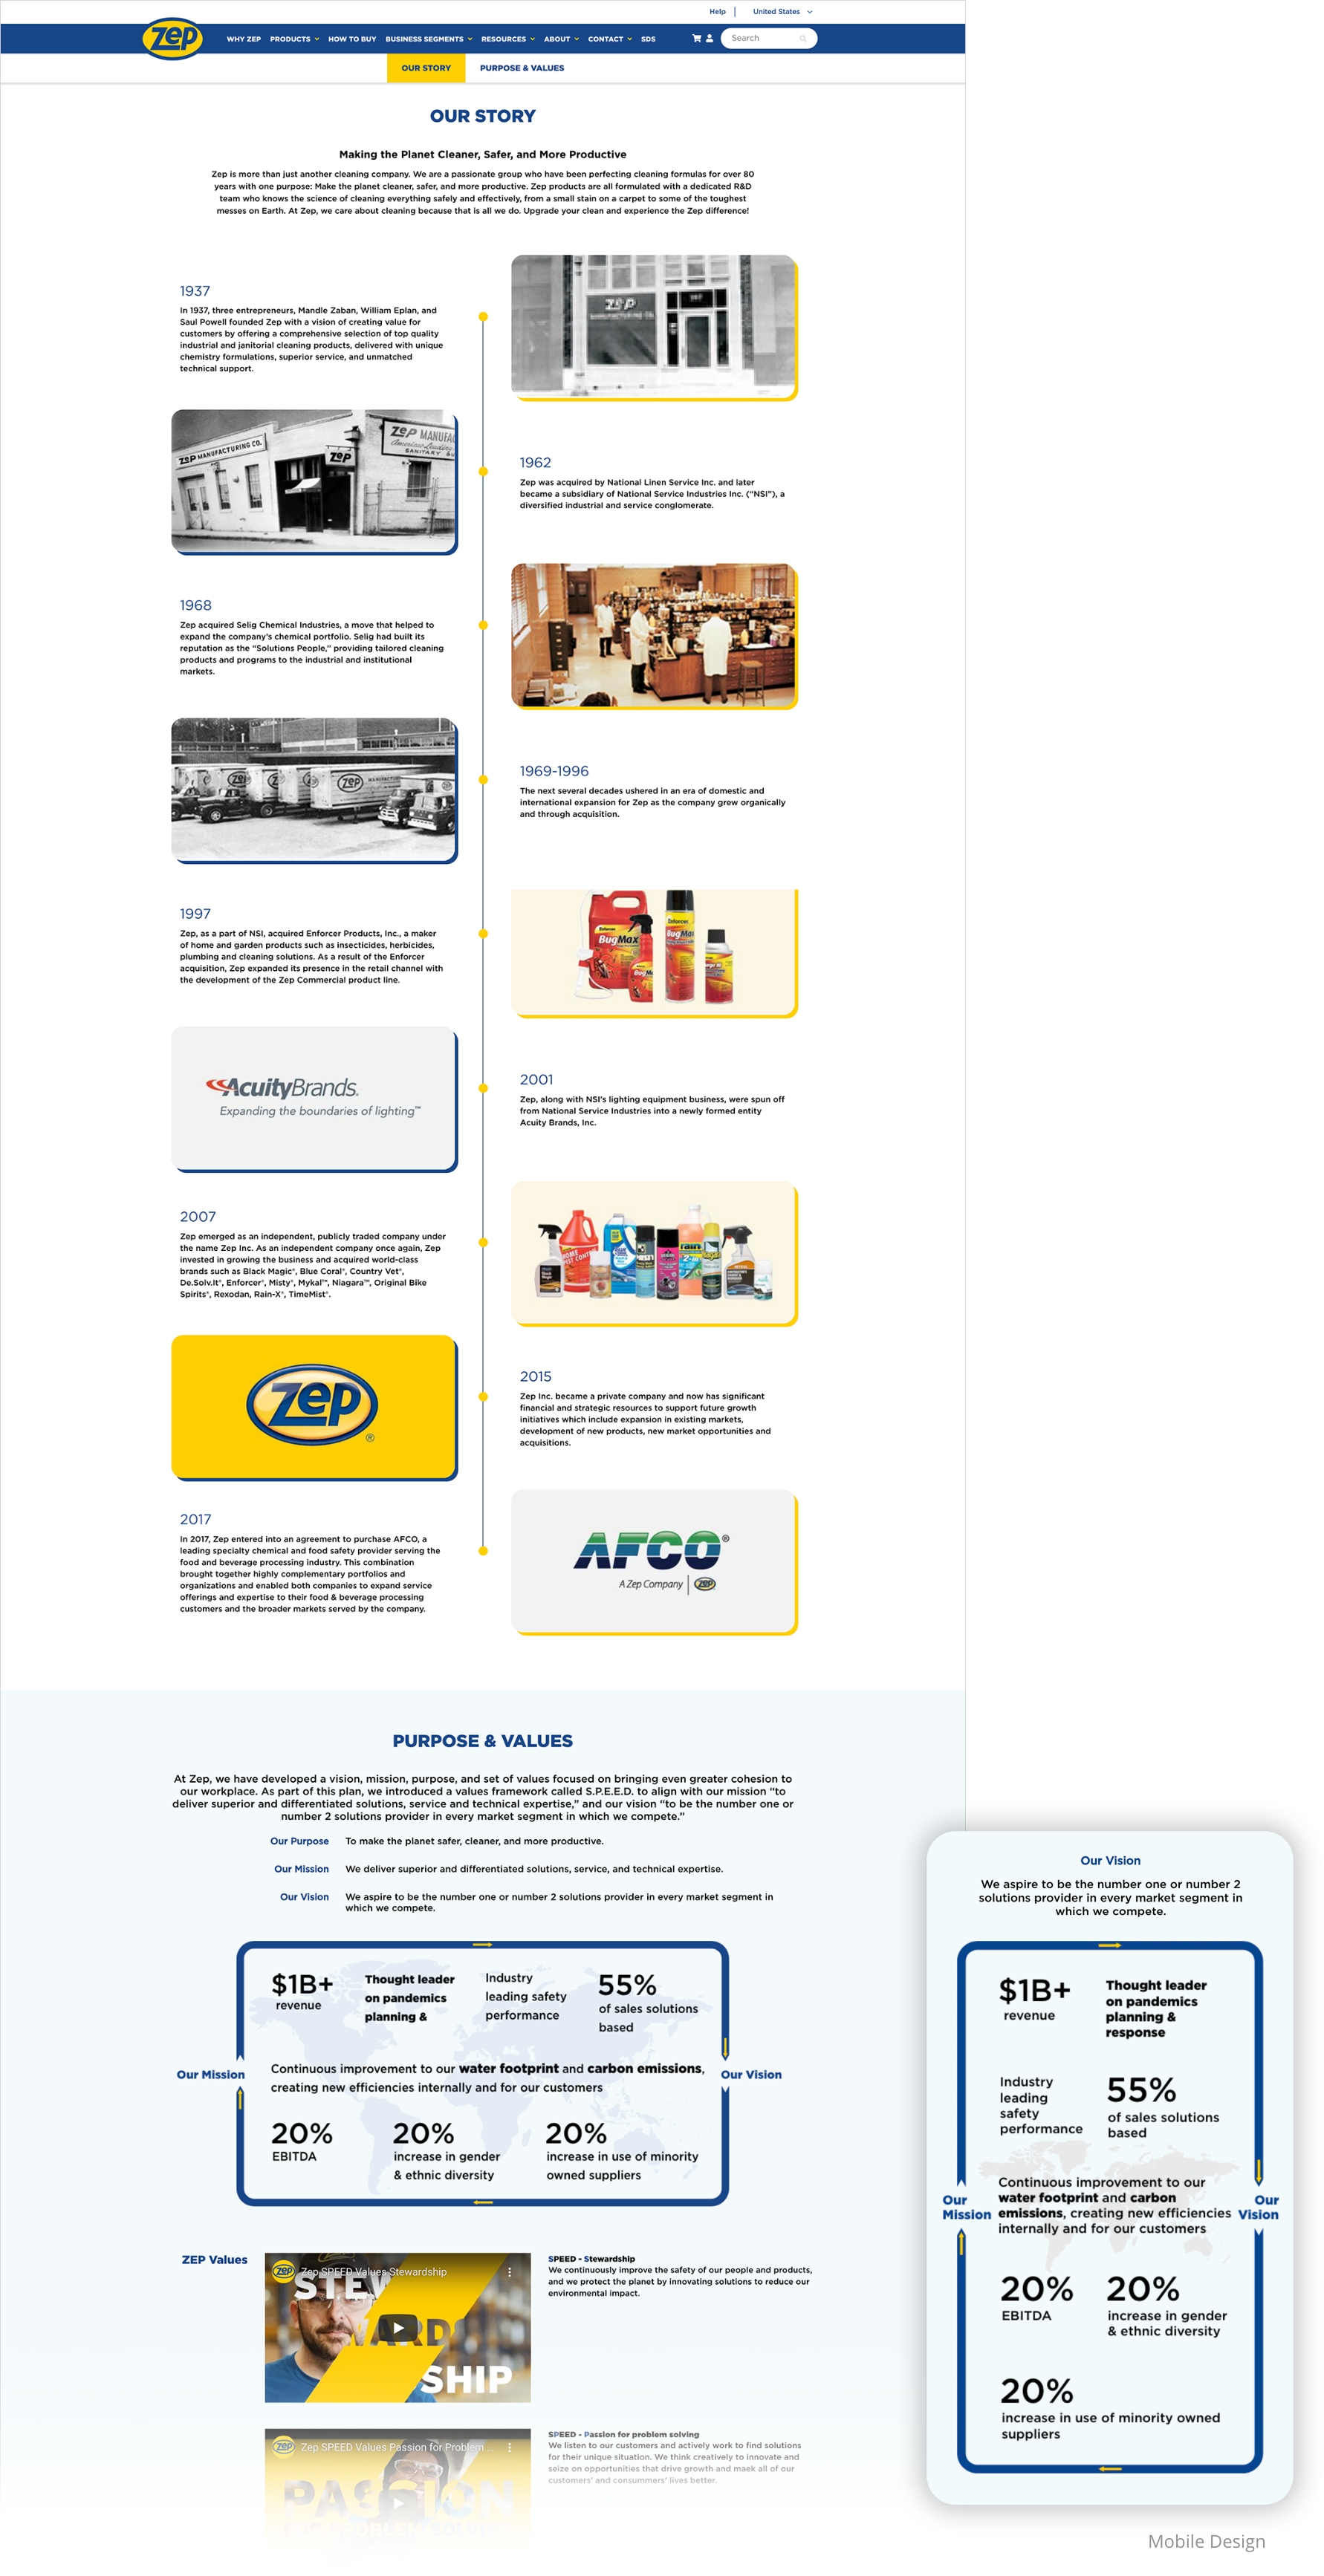 Help
United States
Zep
WHY ZEP PRODUCTS HOW TO BUY BUSINESS SEGMENTS RESOURCES ABOUT CONTACT SDS
Search
OUR STORY PURPOSE & VALUES
OUR STORY
Making the Planet Cleaner, Safer, and More Productive
Zep is more than just another cleaning company. We are a passionate group who have been perfecting cleaning formulas for over 80
years with one purpose: Make the planet cleaner, safer, and more productive. Zep products are all formulated with a dedicated R&D
team who knows the science of cleaning everything safely and effectively, from a small stain on a carpet to some of the toughest
messes on Earth. At Zep, we care about cleaning because that is all we do. Upgrade your clean and experience the Zep difference!
1937
In 1937, three entrepreneurs, Mandle Zaban, William Eplan, and
Saul Powell founded Zep with a vision of creating value for
customers by offering a comprehensive selection of top quality
industrial and janitorial cleaning products, delivered with unique
chemistry formulations, superior service, and unmatched
technical support.
ZEP
ZEP MANUFACTURING CO.
ZEP
ZEP MANUFAC
SANITARY
1962
Zep was acquired by National Linen Service Inc. and later
became a subsidiary of National Service Industries Inc. (“NSI”), a
diversified industrial and service conglomerate.
1968
Zep acquired Selig Chemical Industries, a move that helped to
expand the company’s chemical portfolio. Selig had built its
reputation as the “Solutions People,” providing tailored cleaning
products and programs to the industrial and institutional
markets.
Zep
1969-1996
The next several decades ushered in an era of domestic and
international expansion for Zep as the company grew organically
and through acquisition.
1997
Zep, as a part of NSI, acquired Enforcer Products, Inc., a maker
of home and garden products such as insecticides, herbicides,
plumbing and cleaning solutions. As a result of the Enforcer
acquisition, Zep expanded its presence in the retail channel with
the development of the Zep Commercial product line.
Enforcer
BugMax
BugMax
AcuityBrands.
Expanding the boundaries of lighting™
2001
Zep, along with NSI’s lighting equipment business, were spun off
from National Service Industries into a newly formed entity
Acuity Brands, Inc.
2007
Zep emerged as an independent, publicly traded company under
the name Zep Inc. As an independent company once again, Zep
invested in growing the business and acquired world-class
brands such as Black Magic®, Blue Coral®, Country Vet®,
De.Solv.It®, Enforcer®, Misty®, Mykal™, Niagara™, Original Bike
Spirits®, Rexodan, Rain-X®, TimeMist®.
Zep
®
2015
Zep Inc. became a private company and now has significant
financial and strategic resources to support future growth
initiatives which include expansion in existing markets,
development of new products, new market opportunities and
acquisitions.
2017
In 2017, Zep entered into an agreement to purchase AFCO, a
leading specialty chemical and food safety provider serving the
food and beverage processing industry. This combination
brought together highly complementary portfolios and
organizations and enabled both companies to expand service
offerings and expertise to their food & beverage processing
customers and the broader markets served by the company.
AFCO®
A Zep Company Zep
PURPOSE & VALUES
At Zep, we have developed a vision, mission, purpose, and set of values focused on bringing even greater cohesion to
our workplace. As part of this plan, we introduced a values framework called S.P.E.E.D. to align with our mission “to
deliver superior and differentiated solutions, service and technical expertise,” and our vision “to be the number one or
number 2 solutions provider in every market segment in which we compete.”
Our Purpose To make the planet safer, cleaner, and more productive.
Our Mission We deliver superior and differentiated solutions, service, and technical expertise.
Our Vision We aspire to be the number one or number 2 solutions provider in every market segment in
which we compete.
$1B+
revenue
Thought leader
on pandemics
planning &
Industry
leading safety
performance
55%
of sales solutions
based
Our Mission
Continuous improvement to our water footprint and carbon emissions,
creating new efficiencies internally and for our customers
Our Vision
20%
EBITDA
20%
increase in gender
& ethnic diversity
20%
increase in use of minority
owned suppliers
ZEP Values
Zep SPEED Values Stewardship
STEW
ARDS
SHIP
SPEED - Stewardship
We continuously improve the safety of our people and products,
and we protect the planet by innovating solutions to reduce our
environmental impact.
Zep SPEED Values Passion for Problem ...
PASSION
FOR PROBLEM SOLVING
SPEED - Passion for problem solving
We listen to our customers and actively work to find solutions
for their unique situation. We think creatively to innovate and
seize on opportunities that drive growth and maek all of our
customers’ and consummers’ lives better.
Our Vision
We aspire to be the number one or number 2
solutions provider in every market segment in
which we compete.
$1B+
revenue
Thought leader
on pandemics
planning &
response
Industry
leading
safety
performance
55%
of sales solutions
based
Our
Mission
Continuous improvement to our
water footprint and carbon
emissions, creating new efficiencies
internally and for our customers
Our
Vision
20%
EBITDA
20%
increase in gender
& ethnic diversity
20%
increase in use of minority owned
suppliers
Mobile Design